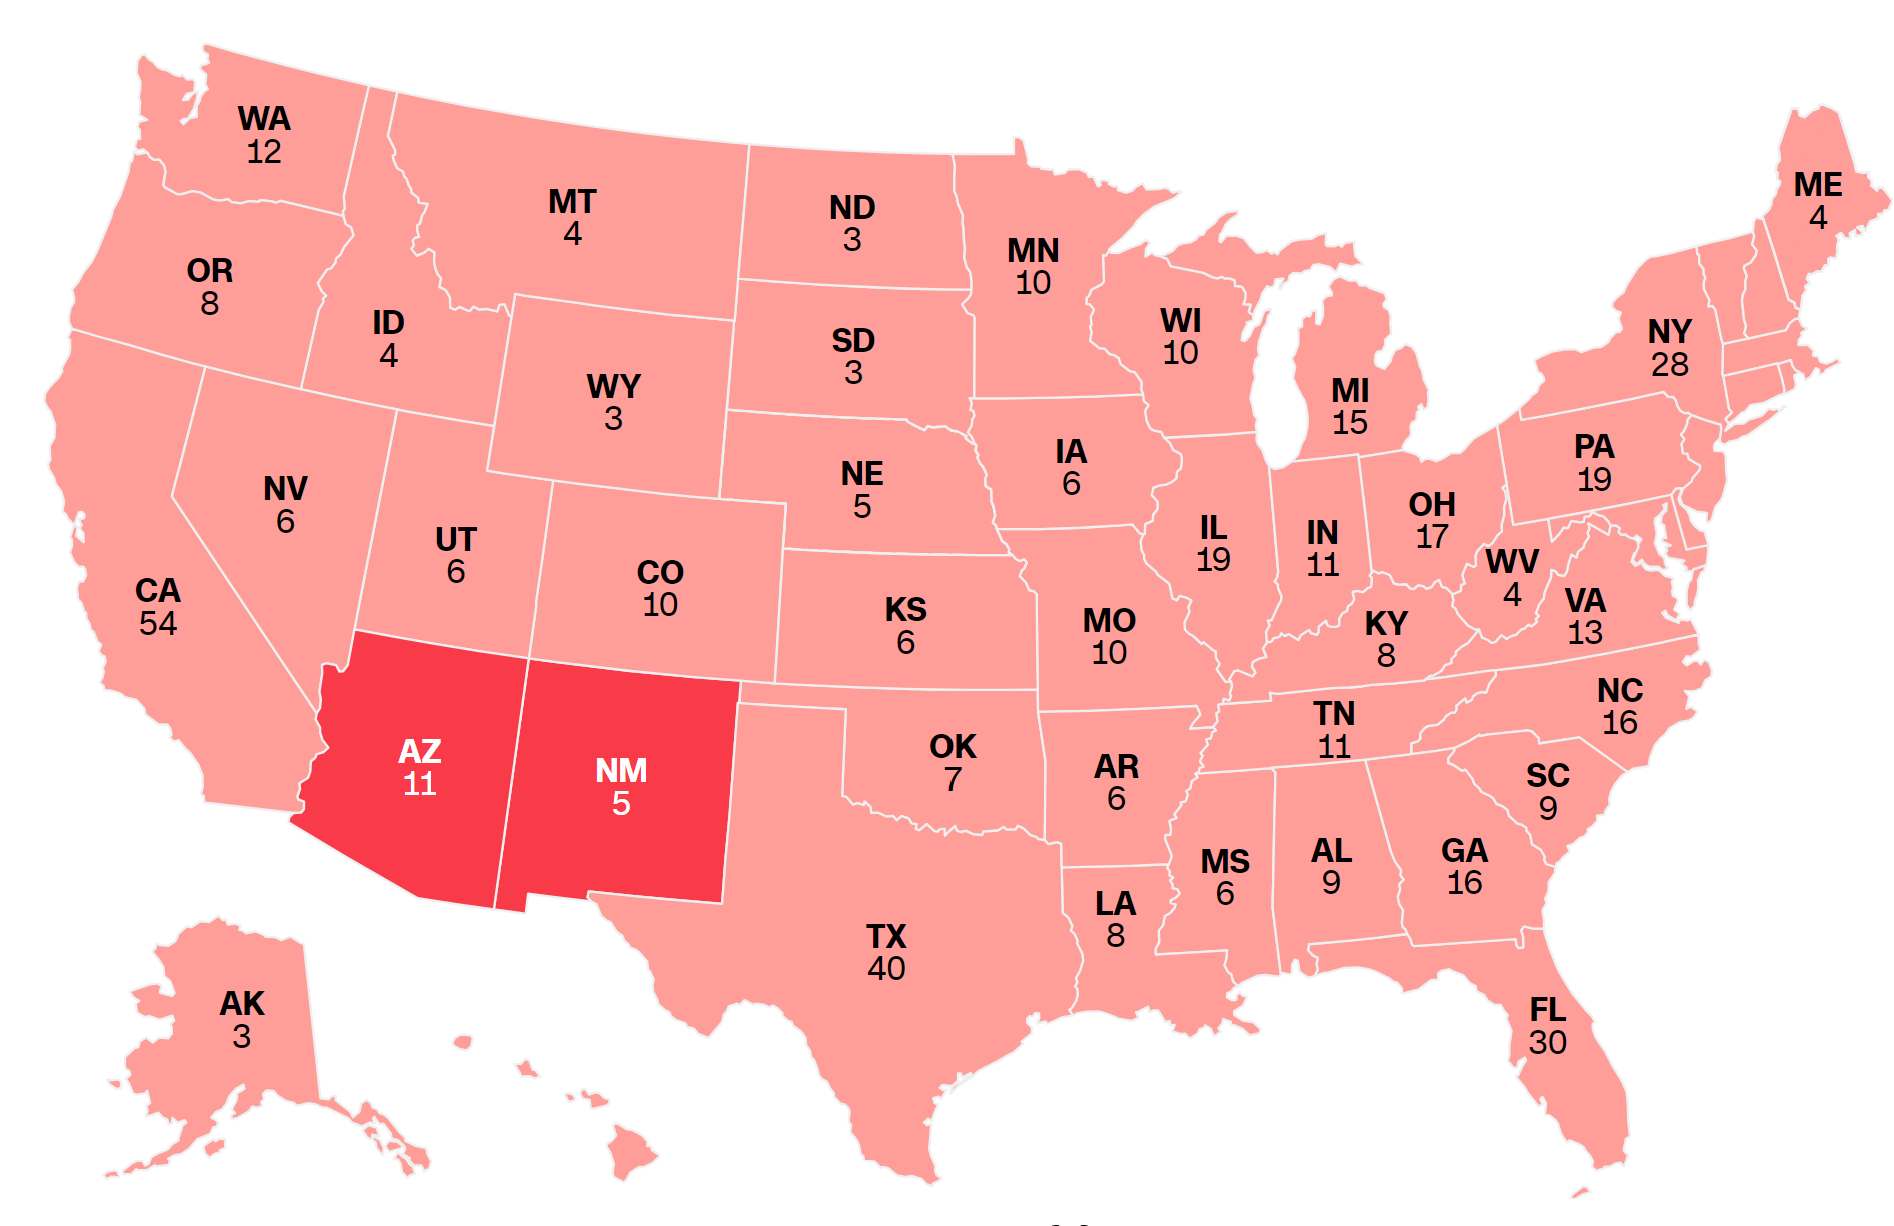 WA
12
MT
4
ND
3
MN
10
ME
4
OR
8
ID
4
WY
3
SD
3
WI
10
MI
15
NY
28
NV
6
UT
6
CO
10
NE
5
IA
6
IL
19
IN
11
OH
17
PA
19
CA
54
KS
6
MO
10
KY
8
WV
4
VA
13
AZ
11
NM
5
OK
7
AR
6
TN
11
NC
16
SC
9
MS
6
AL
9
GA
16
TX
40
LA
8
FL
30
AK
3